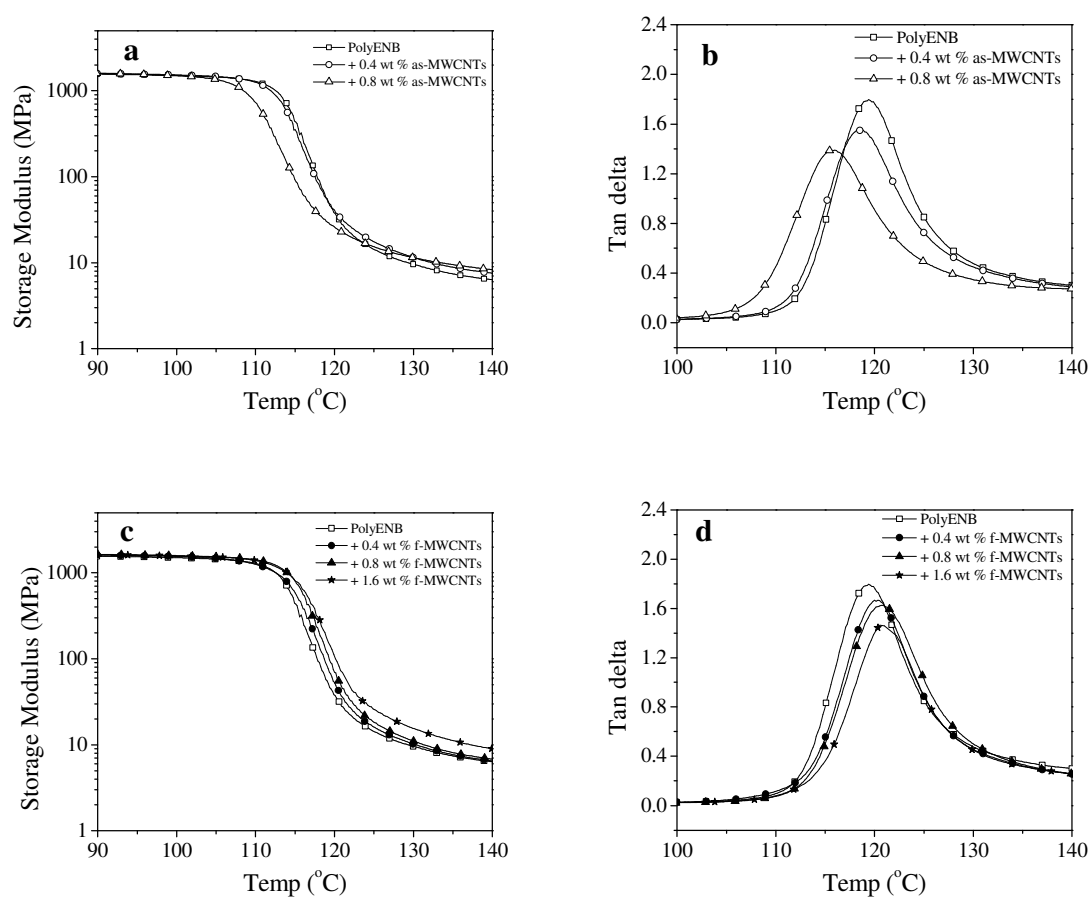 a
PolyENB
+ 0.4 wt % as-MWCNTs
+ 0.8 wt % as-MWCNTs
Storage Modulus (MPa)
1000
100
10
1
90 100 110 120 130 140
Temp (°C)
b
PolyENB
+ 0.4 wt % as-MWCNTs
+ 0.8 wt % as-MWCNTs
Tan delta
2.4
2.0
1.6
1.2
0.8
0.4
0.0
100 110 120 130 140
Temp (°C)
c
PolyENB
+ 0.4 wt % f-MWCNTs
+ 0.8 wt % f-MWCNTs
+ 1.6 wt % f-MWCNTs
Storage Modulus (MPa)
1000
100
10
1
90 100 110 120 130 140
Temp (°C)
d
PolyENB
+ 0.4 wt % f-MWCNTs
+ 0.8 wt % f-MWCNTs
+ 1.6 wt % f-MWCNTs
Tan delta
2.4
2.0
1.6
1.2
0.8
0.4
0.0
100 110 120 130 140
Temp (°C)